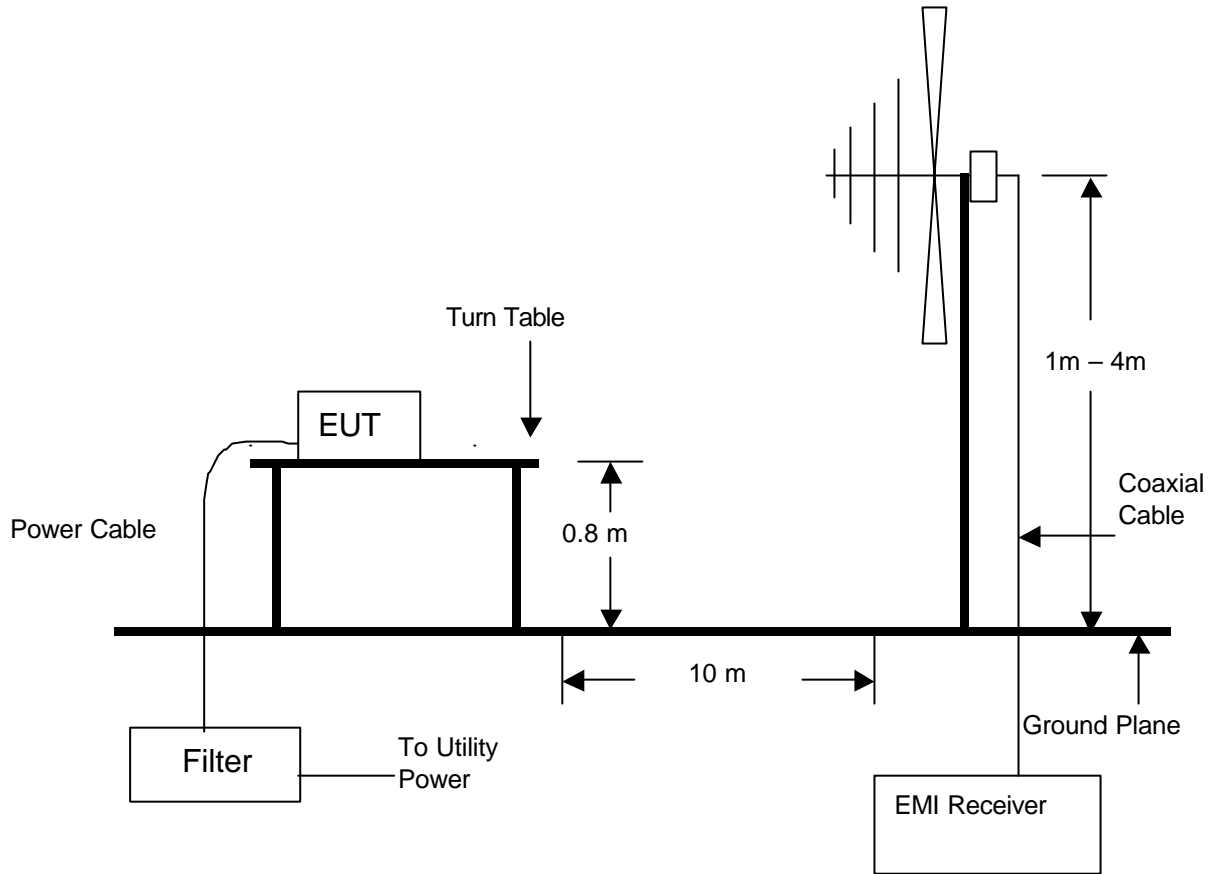 Turn Table
1m – 4m
EUT
Coaxial
Cable
Power Cable
0.8 m
10 m
Ground Plane
To Utility
Power
Filter
EMI Receiver